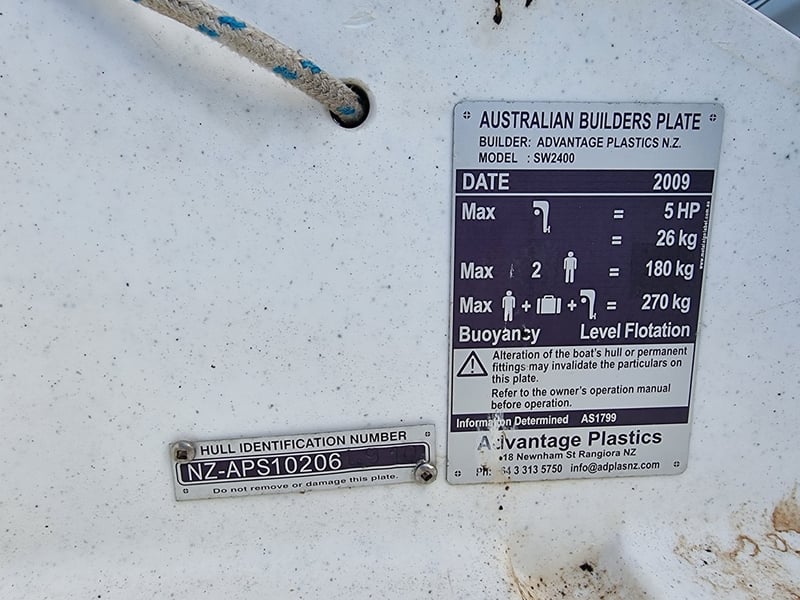 AUSTRALIAN BUILDERS PLATE
BUILDER: ADVANTAGE PLASTICS N.Z.
MODEL : SW2400
DATE 2009
Max = 5 HP
= 26 kg
Max 2 = 180 kg
Max + + = 270 kg
Buoyancy Level Flotation
Alteration of the boat's hull or permanent
fittings may invalidate the particulars on
this plate.
Refer to the owner's operation manual
before operation.
Information Determined AS1799
Advantage Plastics
18 Newnham St Rangiora NZ
Ph: 64 3 313 5750 info@adplasnz.com
HULL IDENTIFICATION NUMBER
NZ-APS10206
Do not remove or damage this plate.